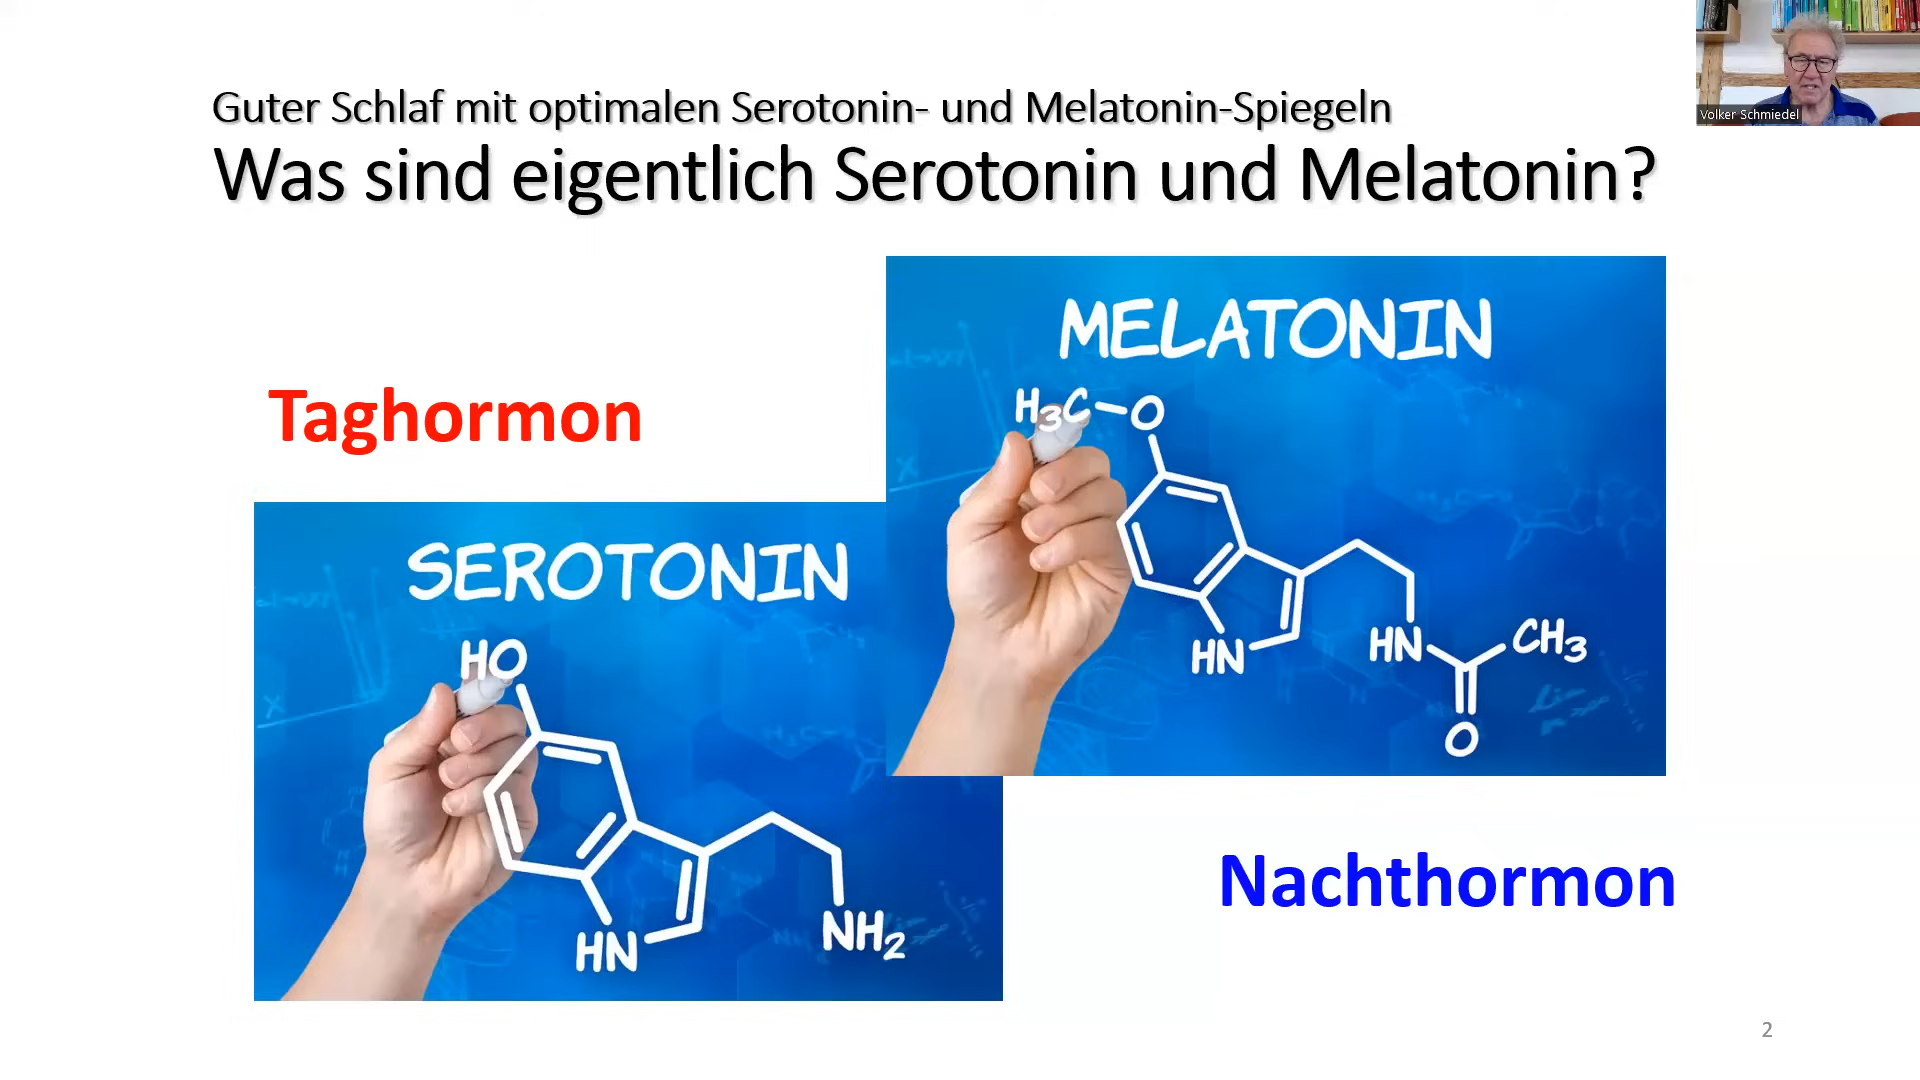 Guter Schlaf mit optimalen Serotonin- und Melatonin-Spiegeln
Was sind eigentlich Serotonin und Melatonin?
Volker Schmiedel
Taghormon
MELATONIN
H₃C-O
HN
HN
CH₃
O
SEROTONIN
HO
HN
NH₂
Nachthormon
2